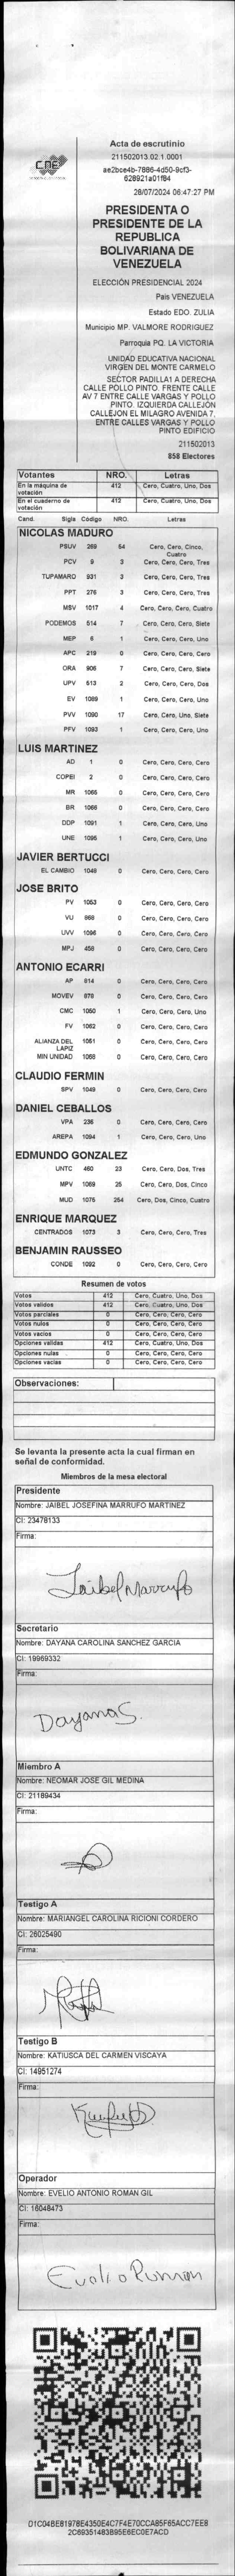 CNE
Acta de escrutinio
211502013.02.1.0001
ae2bce4b-7886-4d50-9cf3-
628921a01f84
28/07/2024 06:47:27 PM
PRESIDENTA O
PRESIDENTE DE LA
REPUBLICA
BOLIVARIANA DE
VENEZUELA
ELECCIÓN PRESIDENCIAL 2024
Pais VENEZUELA
Estado EDO. ZULIA
Municipio MP. VALMORE RODRIGUEZ
Parroquia PQ. LA VICTORIA
UNIDAD EDUCATIVA NACIONAL
VIRGEN DEL MONTE CARMELO
SECTOR PADILLA1 A DERECHA
CALLE POLLO PINTO. FRENTE CALLE
AV 7 ENTRE CALLE VARGAS Y POLLO
PINTO. IZQUIERDA CALLEJÓN
CALLEJON EL MILAGRO AVENIDA 7.
ENTRE CALLES VARGAS Y POLLO
PINTO EDIFICIO
211502013
858 Electores
Votantes NRO. Letras
En la máquina de votación 412 Cero, Cuatro, Uno, Dos
En el cuaderno de votación 412 Cero, Cuatro, Uno, Dos
Cand. Sigla Código NRO. Letras
NICOLAS MADURO
PSUV 269 54 Cero, Cero, Cinco, Cuatro
PCV 9 3 Cero, Cero, Cero, Tres
TUPAMARO 931 3 Cero, Cero, Cero, Tres
PPT 276 3 Cero, Cero, Cero, Tres
MSV 1017 4 Cero, Cero, Cero, Cuatro
PODEMOS 514 7 Cero, Cero, Cero, Siete
MEP 6 1 Cero, Cero, Cero, Uno
APC 219 0 Cero, Cero, Cero, Cero
ORA 906 7 Cero, Cero, Cero, Siete
UPV 513 2 Cero, Cero, Cero, Dos
EV 1089 1 Cero, Cero, Cero, Uno
PVV 1090 17 Cero, Cero, Uno, Siete
PFV 1093 1 Cero, Cero, Cero, Uno
LUIS MARTINEZ
AD 1 0 Cero, Cero, Cero, Cero
COPEI 2 0 Cero, Cero, Cero, Cero
MR 1065 0 Cero, Cero, Cero, Cero
BR 1066 0 Cero, Cero, Cero, Cero
DDP 1091 1 Cero, Cero, Cero, Uno
UNE 1095 1 Cero, Cero, Cero, Uno
JAVIER BERTUCCI
EL CAMBIO 1048 0 Cero, Cero, Cero, Cero
JOSE BRITO
PV 1053 0 Cero, Cero, Cero, Cero
VU 868 0 Cero, Cero, Cero, Cero
UVV 1096 0 Cero, Cero, Cero, Cero
MPJ 458 0 Cero, Cero, Cero, Cero
ANTONIO ECARRI
AP 814 0 Cero, Cero, Cero, Cero
MOVEV 878 0 Cero, Cero, Cero, Cero
CMC 1050 1 Cero, Cero, Cero, Uno
FV 1062 0 Cero, Cero, Cero, Cero
ALIANZA DEL LAPIZ 1051 0 Cero, Cero, Cero, Cero
MIN UNIDAD 1088 0 Cero, Cero, Cero, Cero
CLAUDIO FERMIN
SPV 1049 0 Cero, Cero, Cero, Cero
DANIEL CEBALLOS
VPA 236 0 Cero, Cero, Cero, Cero
AREPA 1094 1 Cero, Cero, Cero, Uno
EDMUNDO GONZALEZ
UNTC 460 23 Cero, Cero, Dos, Tres
MPV 1069 25 Cero, Cero, Dos, Cinco
MUD 1075 254 Cero, Dos, Cinco, Cuatro
ENRIQUE MARQUEZ
CENTRADOS 1073 3 Cero, Cero, Cero, Tres
BENJAMIN RAUSSEO
CONDE 1092 0 Cero, Cero, Cero, Cero
Resumen de votos
Votos 412 Cero, Cuatro, Uno, Dos
Votos validos 412 Cero, Cuatro, Uno, Dos
Votos parciales 0 Cero, Cero, Cero, Cero
Votos nulos 0 Cero, Cero, Cero, Cero
Votos vacios 0 Cero, Cero, Cero, Cero
Opciones validas 412 Cero, Cuatro, Uno, Dos
Opciones nulas 0 Cero, Cero, Cero, Cero
Opciones vacias 0 Cero, Cero, Cero, Cero
Observaciones:
Se levanta la presente acta la cual firman en
señal de conformidad.
Miembros de la mesa electoral
Presidente
Nombre: JAIBEL JOSEFINA MARRUFO MARTINEZ
CI: 23478133
Firma:
Jaibel Marrufo
Secretario
Nombre: DAYANA CAROLINA SANCHEZ GARCIA
CI: 19969332
Firma:
Dayana S.
Miembro A
Nombre: NEOMAR JOSE GIL MEDINA
CI: 21189434
Firma:
Testigo A
Nombre: MARIANGEL CAROLINA RICIONI CORDERO
CI: 26025490
Firma:
Testigo B
Nombre: KATIUSCA DEL CARMEN VISCAYA
CI: 14951274
Firma:
Operador
Nombre: EVELIO ANTONIO ROMAN GIL
CI: 16048473
Firma:
Evelio Roman
D1C04BE81978E4350E4C7F4E70CCA85F65ACC7EE8
2C69351483B95E6EC0E7ACD